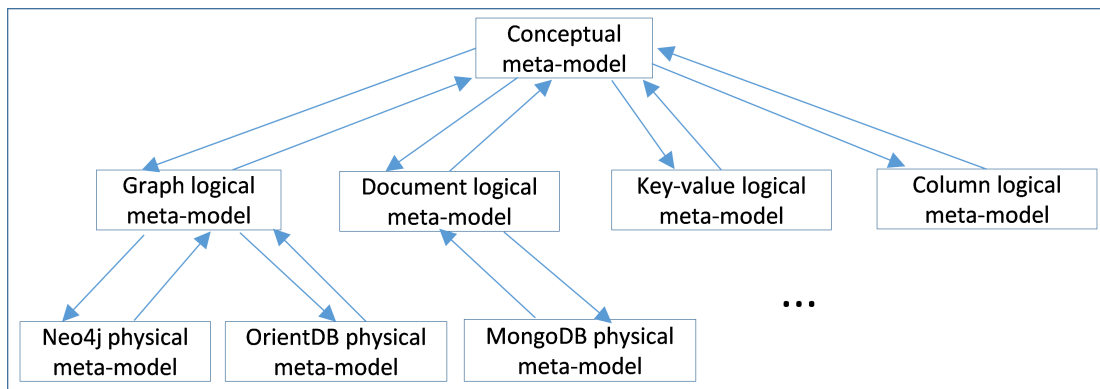 Conceptual
meta-model
Graph logical
meta-model
Document logical
meta-model
Key-value logical
meta-model
Column logical
meta-model
Neo4j physical
meta-model
OrientDB physical
meta-model
MongoDB physical
meta-model
...